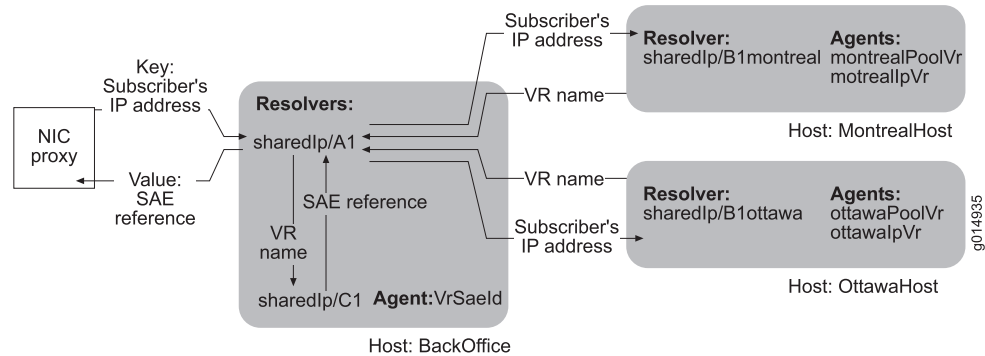 Key:
Subscriber's
IP address
NIC
proxy
Value:
SAE
reference
Resolvers:
sharedIp/A1
SAE reference
VR
name
sharedIp/C1
Agent:VrSaeId
Host: BackOffice
Subscriber's
IP address
VR name
VR name
Subscriber's
IP address
Resolver:
sharedIp/B1montreal
Agents:
montrealPoolVr
motrealIpVr
Host: MontrealHost
Resolver:
sharedIp/B1ottawa
Agents:
ottawaPoolVr
ottawaIpVr
Host: OttawaHost
g014935